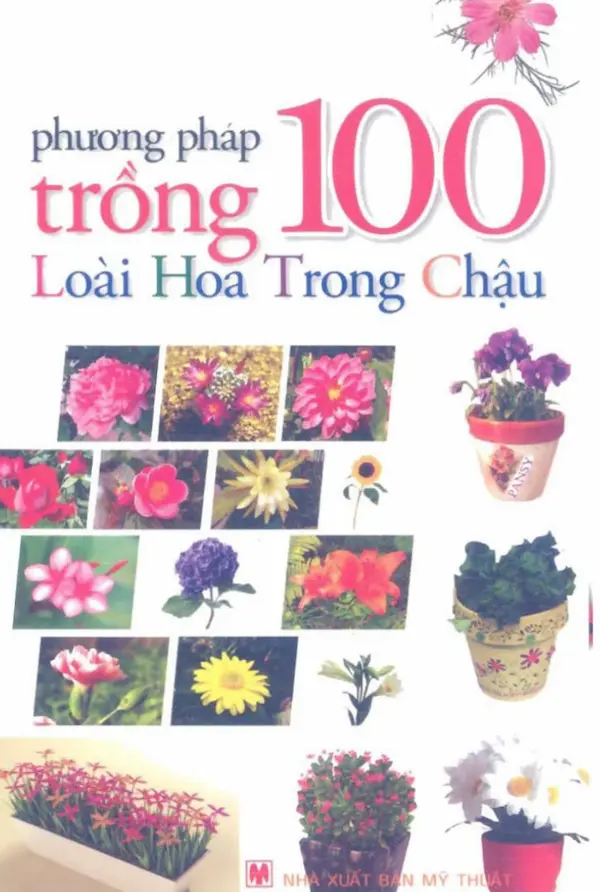 phương pháp
trồng 100
Loài Hoa Trong Chậu
PANSY
NHÀ XUẤT BẢN MỸ THUẬT